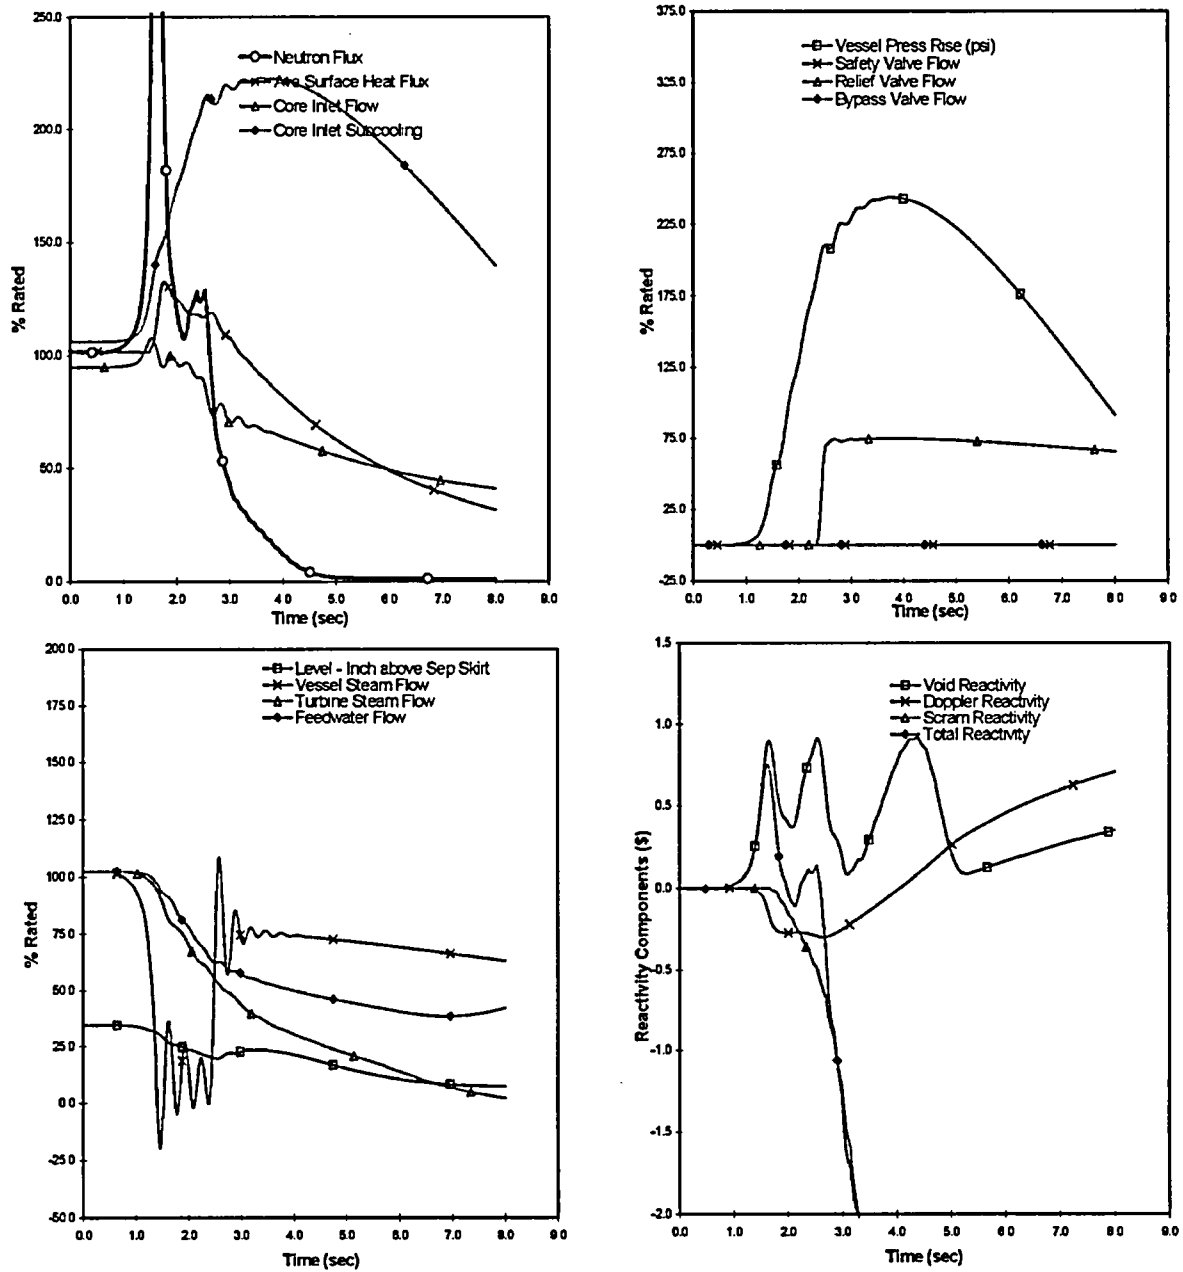 250.0
200.0
150.0
100.0
50.0
0.0
% Rated
Neutron Flux
Ave Surface Heat Flux
Core Inlet Flow
Core Inlet Subcooling
0.0 1.0 2.0 3.0 4.0 5.0 6.0 7.0 8.0 9.0
Time (sec)
375.0
325.0
275.0
225.0
175.0
125.0
75.0
25.0
-25.0
% Rated
Vessel Press Rise (psi)
Safety Valve Flow
Relief Valve Flow
Bypass Valve Flow
0.0 1.0 2.0 3.0 4.0 5.0 6.0 7.0 8.0 9.0
Time (sec)
200.0
175.0
150.0
125.0
100.0
75.0
50.0
25.0
0.0
-25.0
-50.0
% Rated
Level - Inch above Sep Skirt
Vessel Steam Flow
Turbine Steam Flow
Feedwater Flow
0.0 1.0 2.0 3.0 4.0 5.0 6.0 7.0 8.0 9.0
Time (sec)
1.5
1.0
0.5
0.0
-0.5
-1.0
-1.5
-2.0
Reactivity Components ($)
Void Reactivity
Doppler Reactivity
Scram Reactivity
Total Reactivity
0.0 1.0 2.0 3.0 4.0 5.0 6.0 7.0 8.0 9.0
Time (sec)